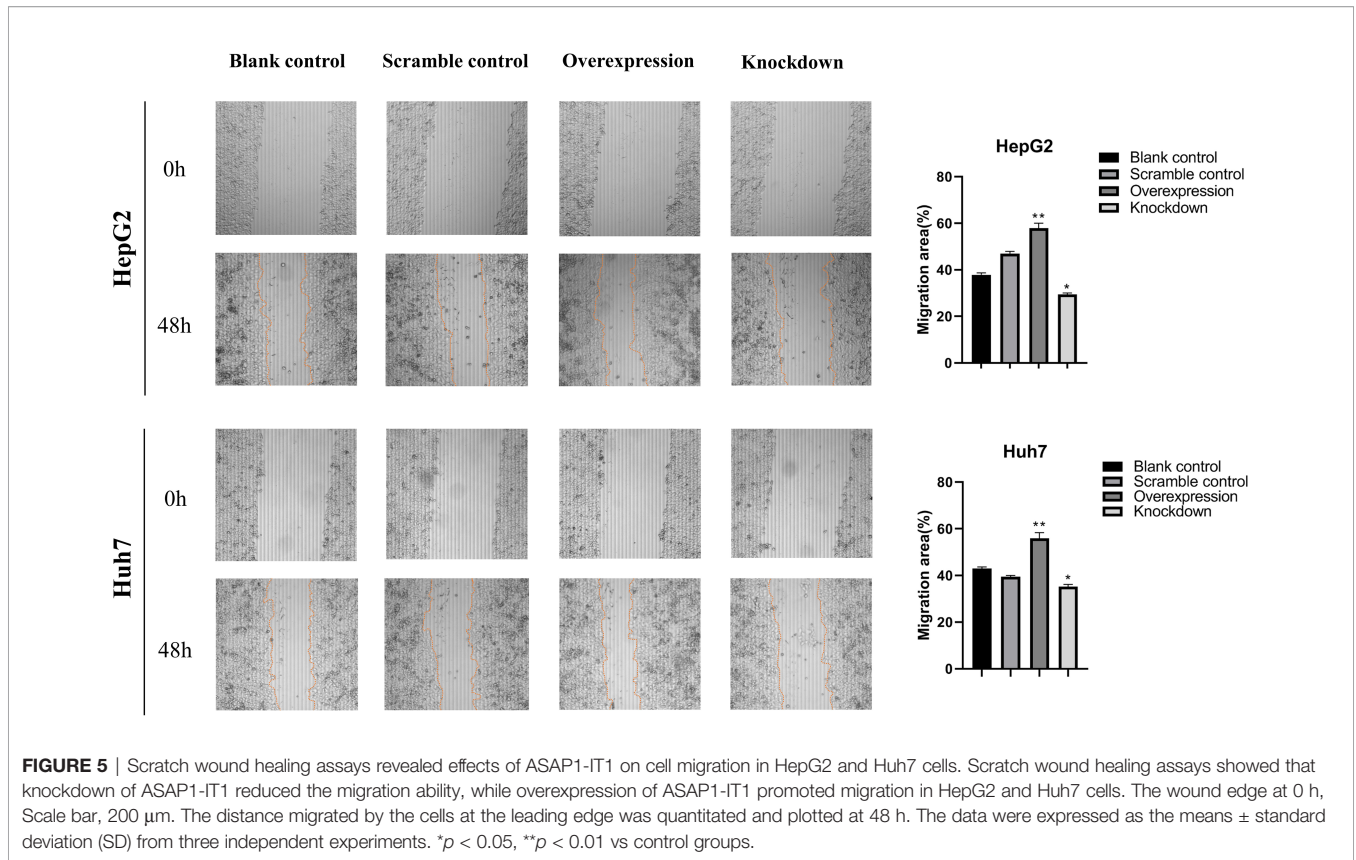 Blank control Scramble control Overexpression Knockdown
HepG2
0h
48h
HepG2
Blank control
Scramble control
Overexpression
Knockdown
Migration area(%)
80
60
40
20
0
**
*
Huh7
0h
48h
Huh7
Blank control
Scramble control
Overexpression
Knockdown
Migration area(%)
80
60
40
20
0
**
*
FIGURE 5 | Scratch wound healing assays revealed effects of ASAP1-IT1 on cell migration in HepG2 and Huh7 cells. Scratch wound healing assays showed that
knockdown of ASAP1-IT1 reduced the migration ability, while overexpression of ASAP1-IT1 promoted migration in HepG2 and Huh7 cells. The wound edge at 0 h,
Scale bar, 200 μm. The distance migrated by the cells at the leading edge was quantitated and plotted at 48 h. The data were expressed as the means ± standard
deviation (SD) from three independent experiments. *p < 0.05, **p < 0.01 vs control groups.